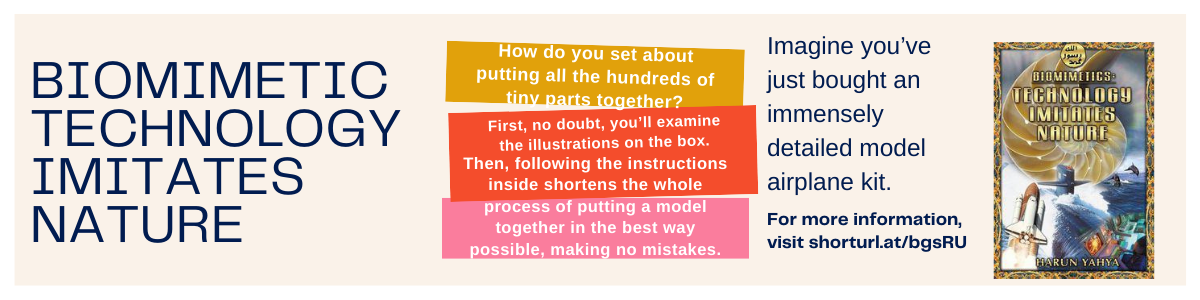 BIOMIMETIC
TECHNOLOGY
IMITATES
NATURE
How do you set about
putting all the hundreds of
tiny parts together?
First, no doubt, you'll examine
the illustrations on the box.
Then, following the instructions
inside shortens the whole
process of putting a model
together in the best way
possible, making no mistakes.
Imagine you've
just bought an
immensely
detailed model
airplane kit.
For more information,
visit shorturl.at/bgsRU
الله
رسول
محمد
BIOMIMETICS:
TECHNOLOGY
IMITATES
NATURE
HARUN YAHYA